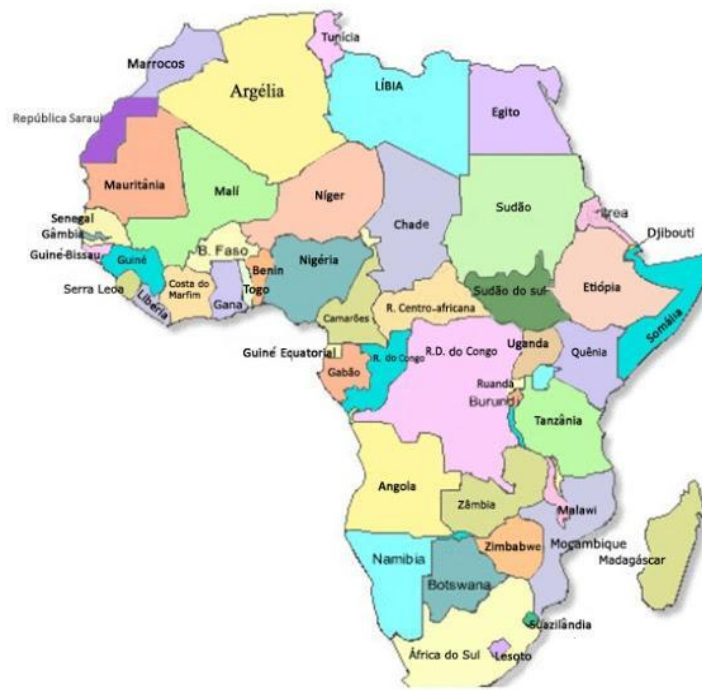 Tunícia
Marrocos
Argélia
LÍBIA
Egito
República Saraui
Mauritânia
Malí
Níger
Chade
Sudão
Senegal
Gâmbia
Guiné-Bissau
Guiné
B. Faso
Nigéria
Djibouti
Serra Leoa
Libéria
Costa do
Marfim
Gana
Togo
Benin
Camarões
R. Centro-africana
Sudão do sul
Etiópia
Somália
Guiné Equatorial
Gabão
R. do Congo
R.D. do Congo
Uganda
Quênia
Ruanda
Burundi
Tanzânia
Angola
Zâmbia
Malawi
Moçambique
Madagáscar
Namibia
Zimbabwe
Botswana
Suazilândia
África do Sul
Lesoto